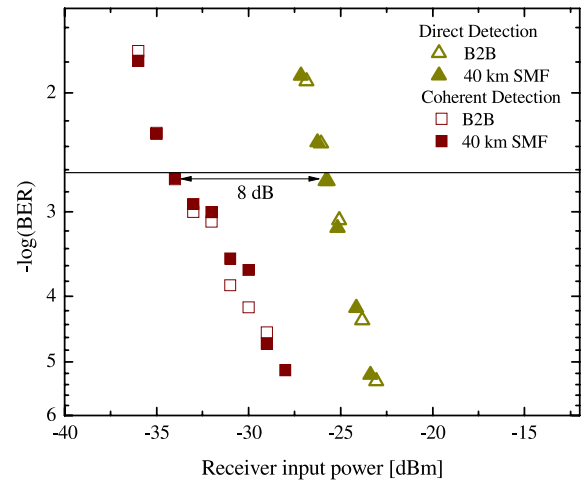 Direct Detection
B2B
40 km SMF
Coherent Detection
B2B
40 km SMF
8 dB
2
3
4
5
6
-log(BER)
-40
-35
-30
-25
-20
-15
Receiver input power [dBm]